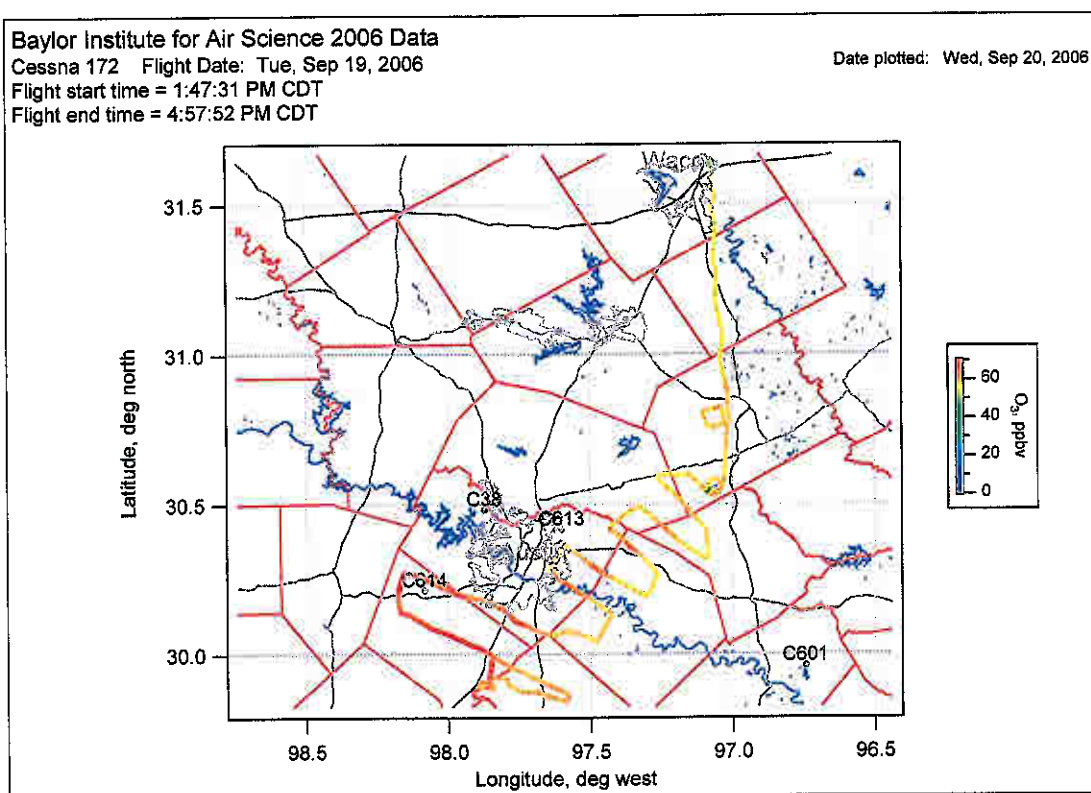 Baylor Institute for Air Science 2006 Data
Cessna 172 Flight Date: Tue, Sep 19, 2006
Date plotted: Wed, Sep 20, 2006
Flight start time = 1:47:31 PM CDT
Flight end time = 4:57:52 PM CDT
Waco
31.5
31.0
60
40
20
0
O₃, ppbv
Latitude, deg north
30.5
C38
C613
C614
30.0
C601
98.5 98.0 97.5 97.0 96.5
Longitude, deg west